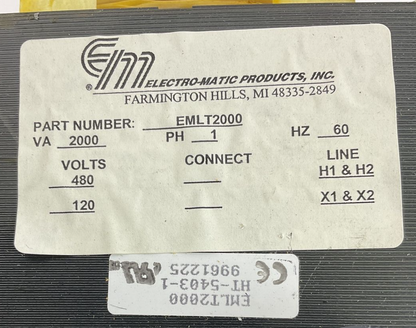 EM ELECTRO-MATIC PRODUCTS, INC.
®
FARMINGTON HILLS, MI 48335-2849
PART NUMBER: EMLT2000
VA 2000 PH 1 HZ 60
VOLTS CONNECT LINE
480 H1 & H2
120 X1 & X2
EMLT2000
HT-5403-1
9961225
CE